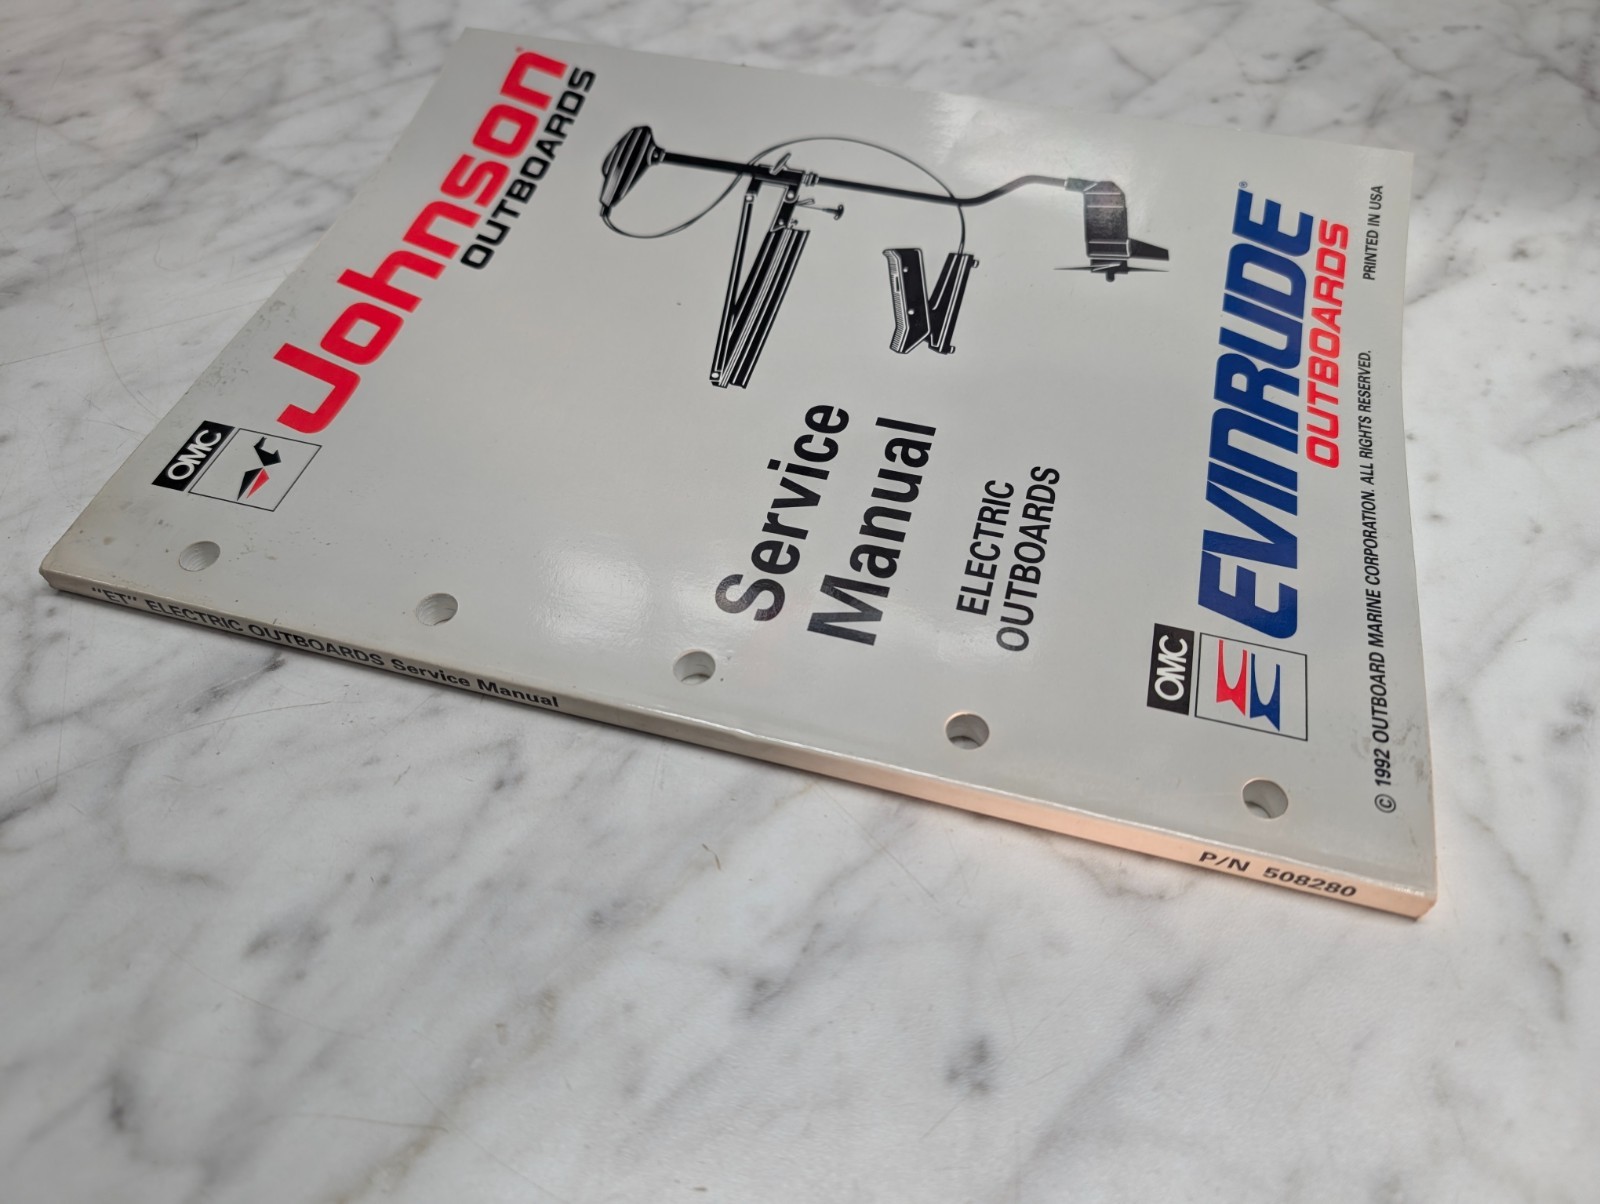 OMC
Johnson
OUTBOARDS
Service
Manual
ELECTRIC
OUTBOARDS
OMC
EVINRUDE®
OUTBOARDS
© 1992 OUTBOARD MARINE CORPORATION. ALL RIGHTS RESERVED. PRINTED IN USA
"ET" ELECTRIC OUTBOARDS Service Manual P/N 508280